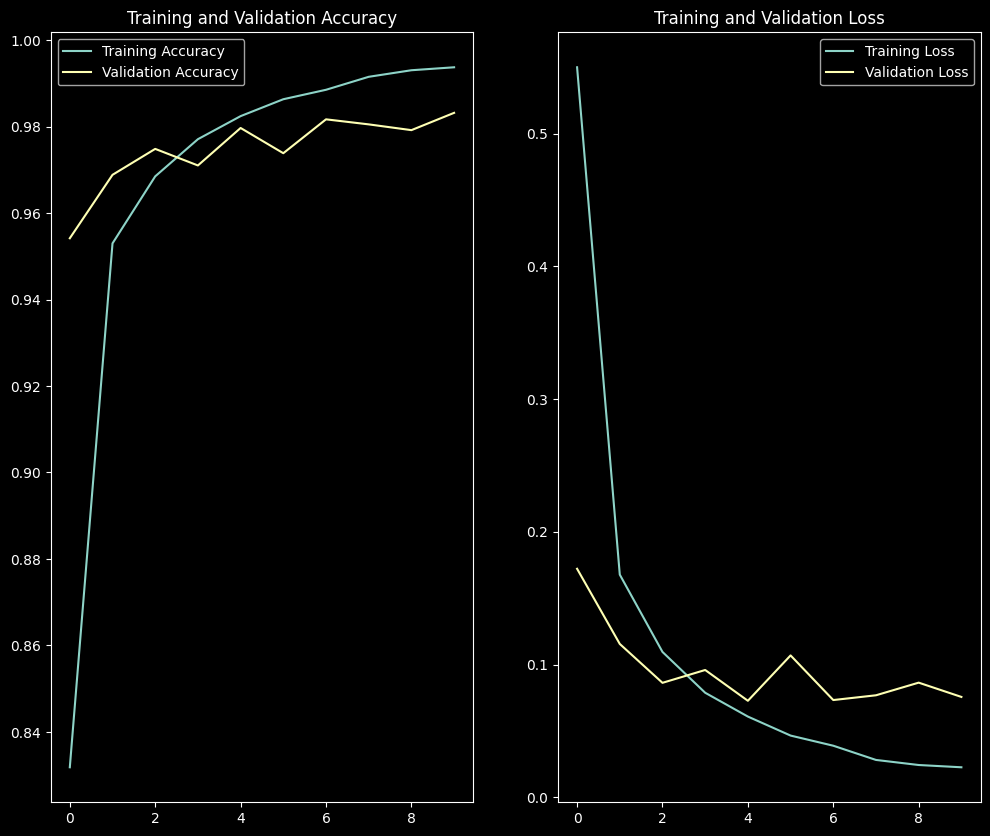 Training and Validation Accuracy
Training Accuracy
Validation Accuracy
1.00
0.98
0.96
0.94
0.92
0.90
0.88
0.86
0.84
0 2 4 6 8
Training and Validation Loss
Training Loss
Validation Loss
0.5
0.4
0.3
0.2
0.1
0.0
0 2 4 6 8